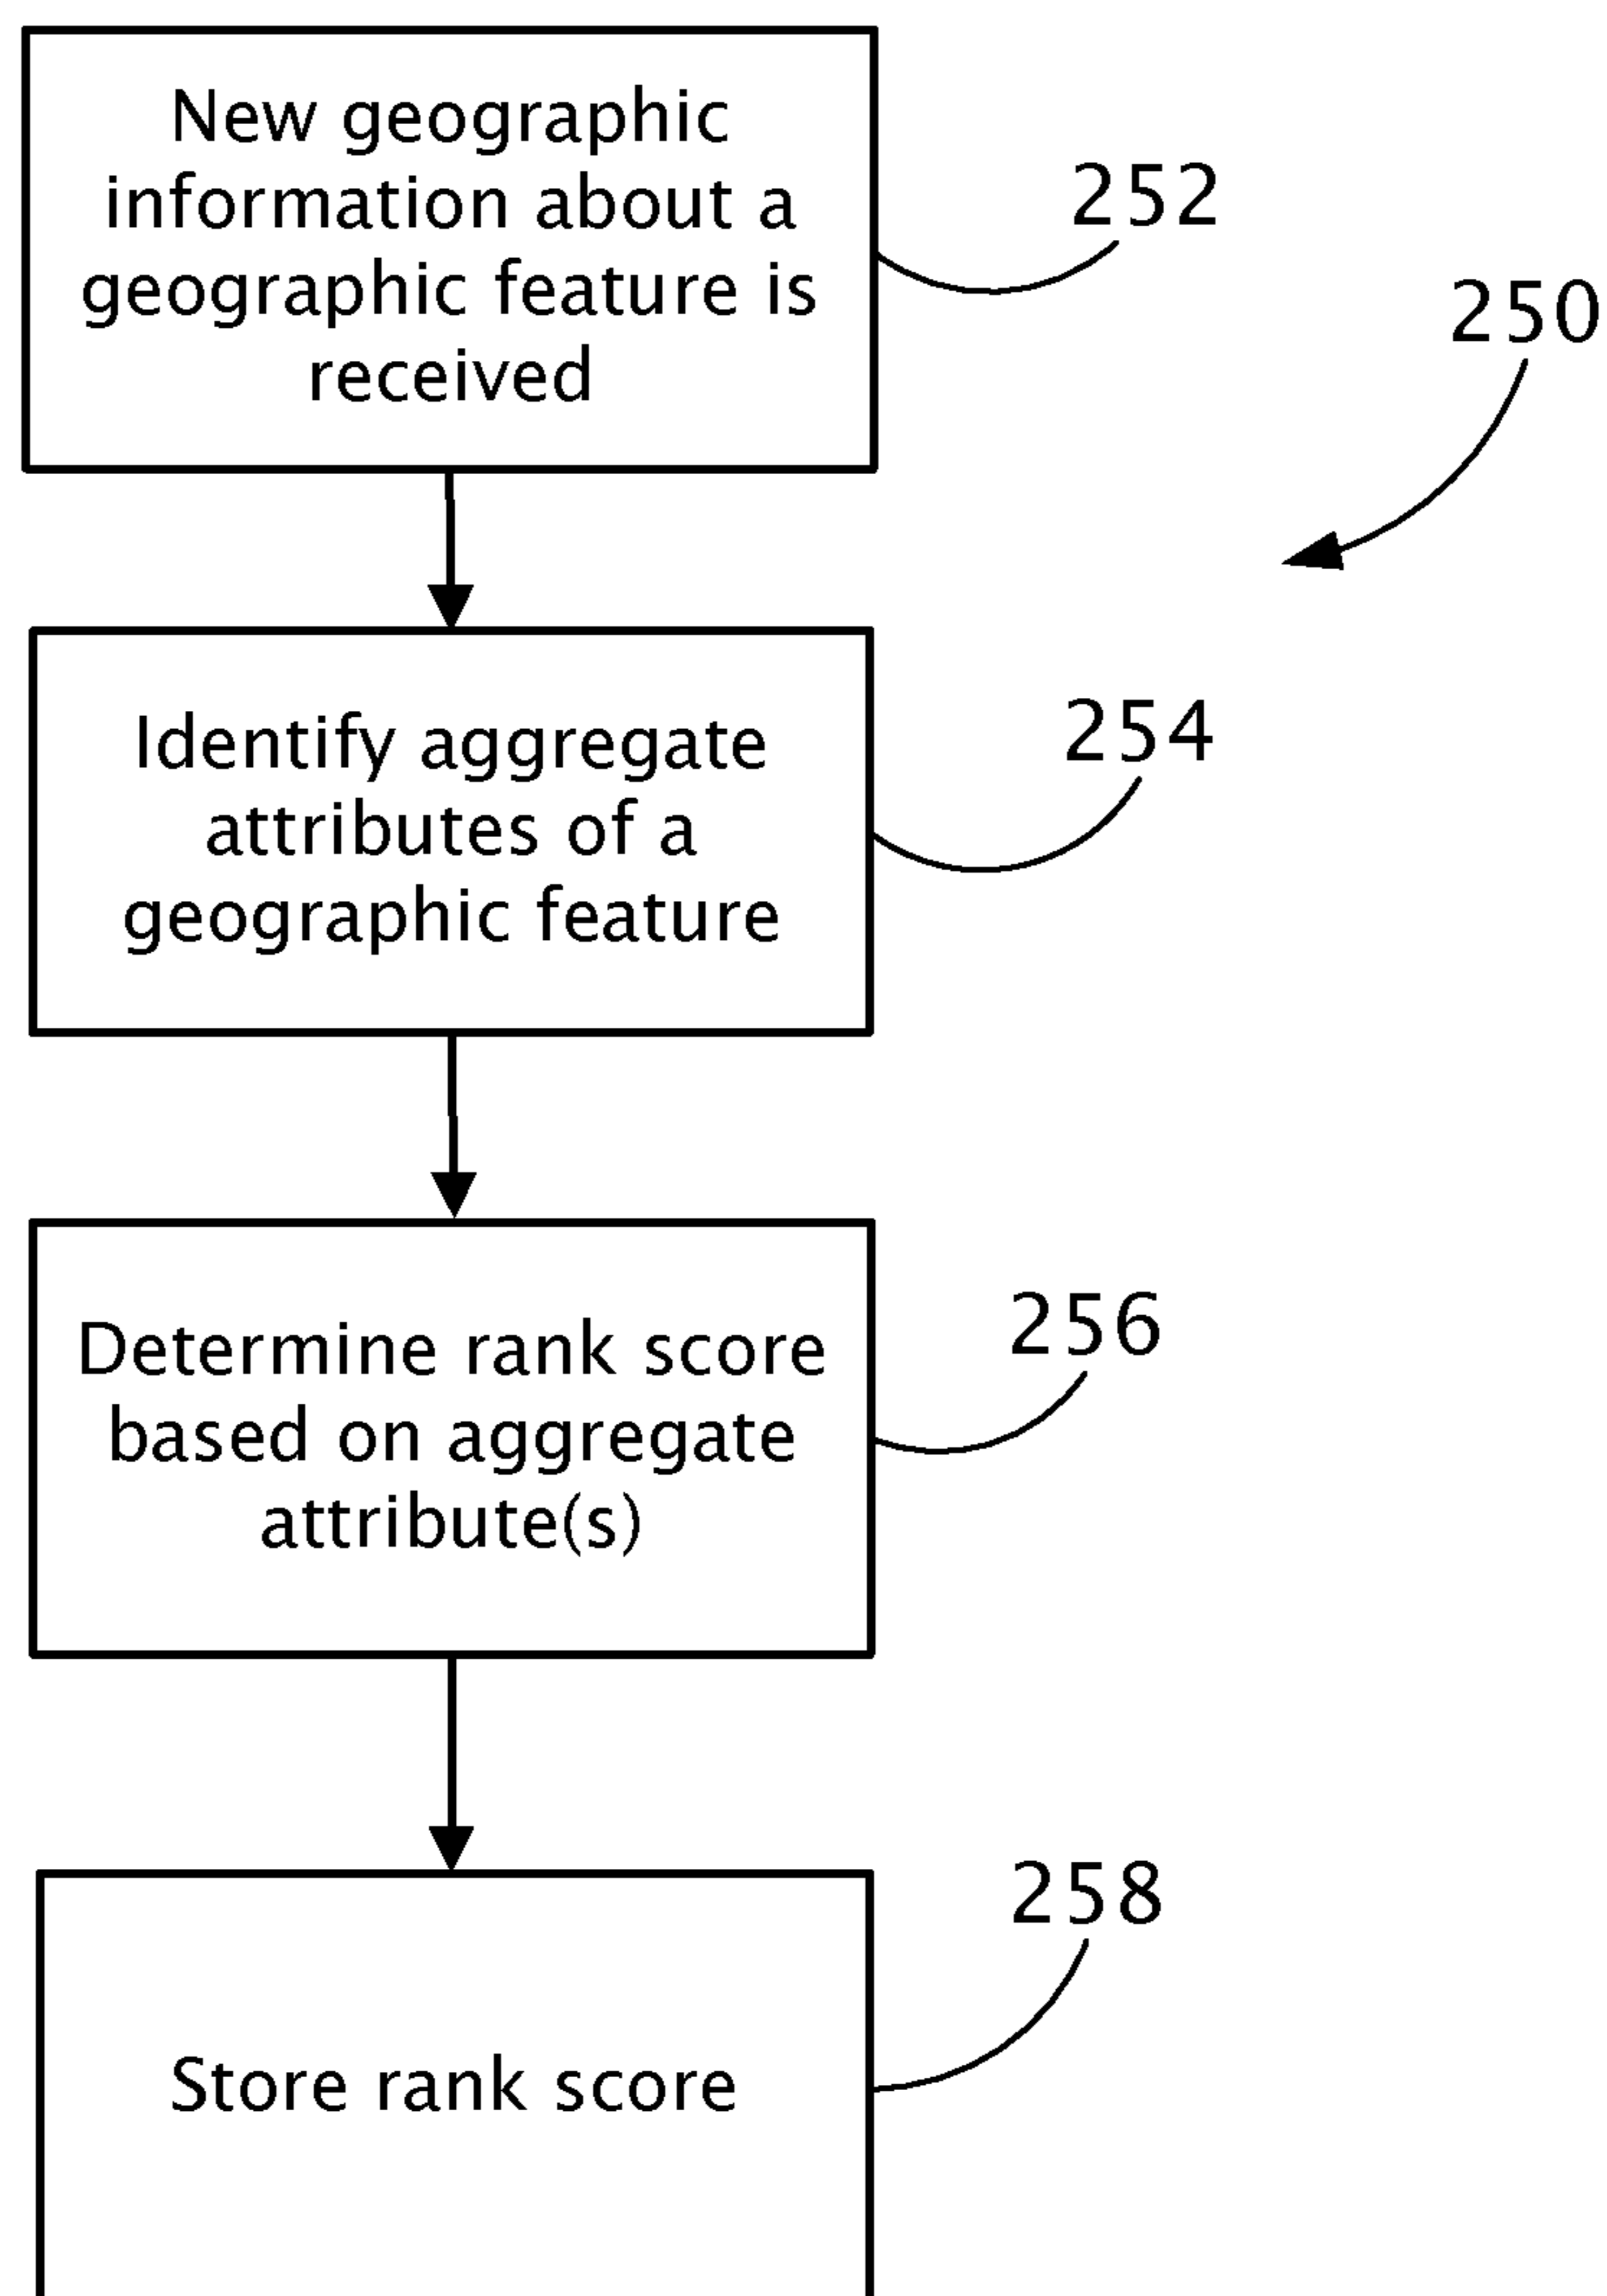 New geographic
information about a
geographic feature is
received
252
250
Identify aggregate
attributes of a
geographic feature
254
Determine rank score
based on aggregate
attribute(s)
256
Store rank score
258